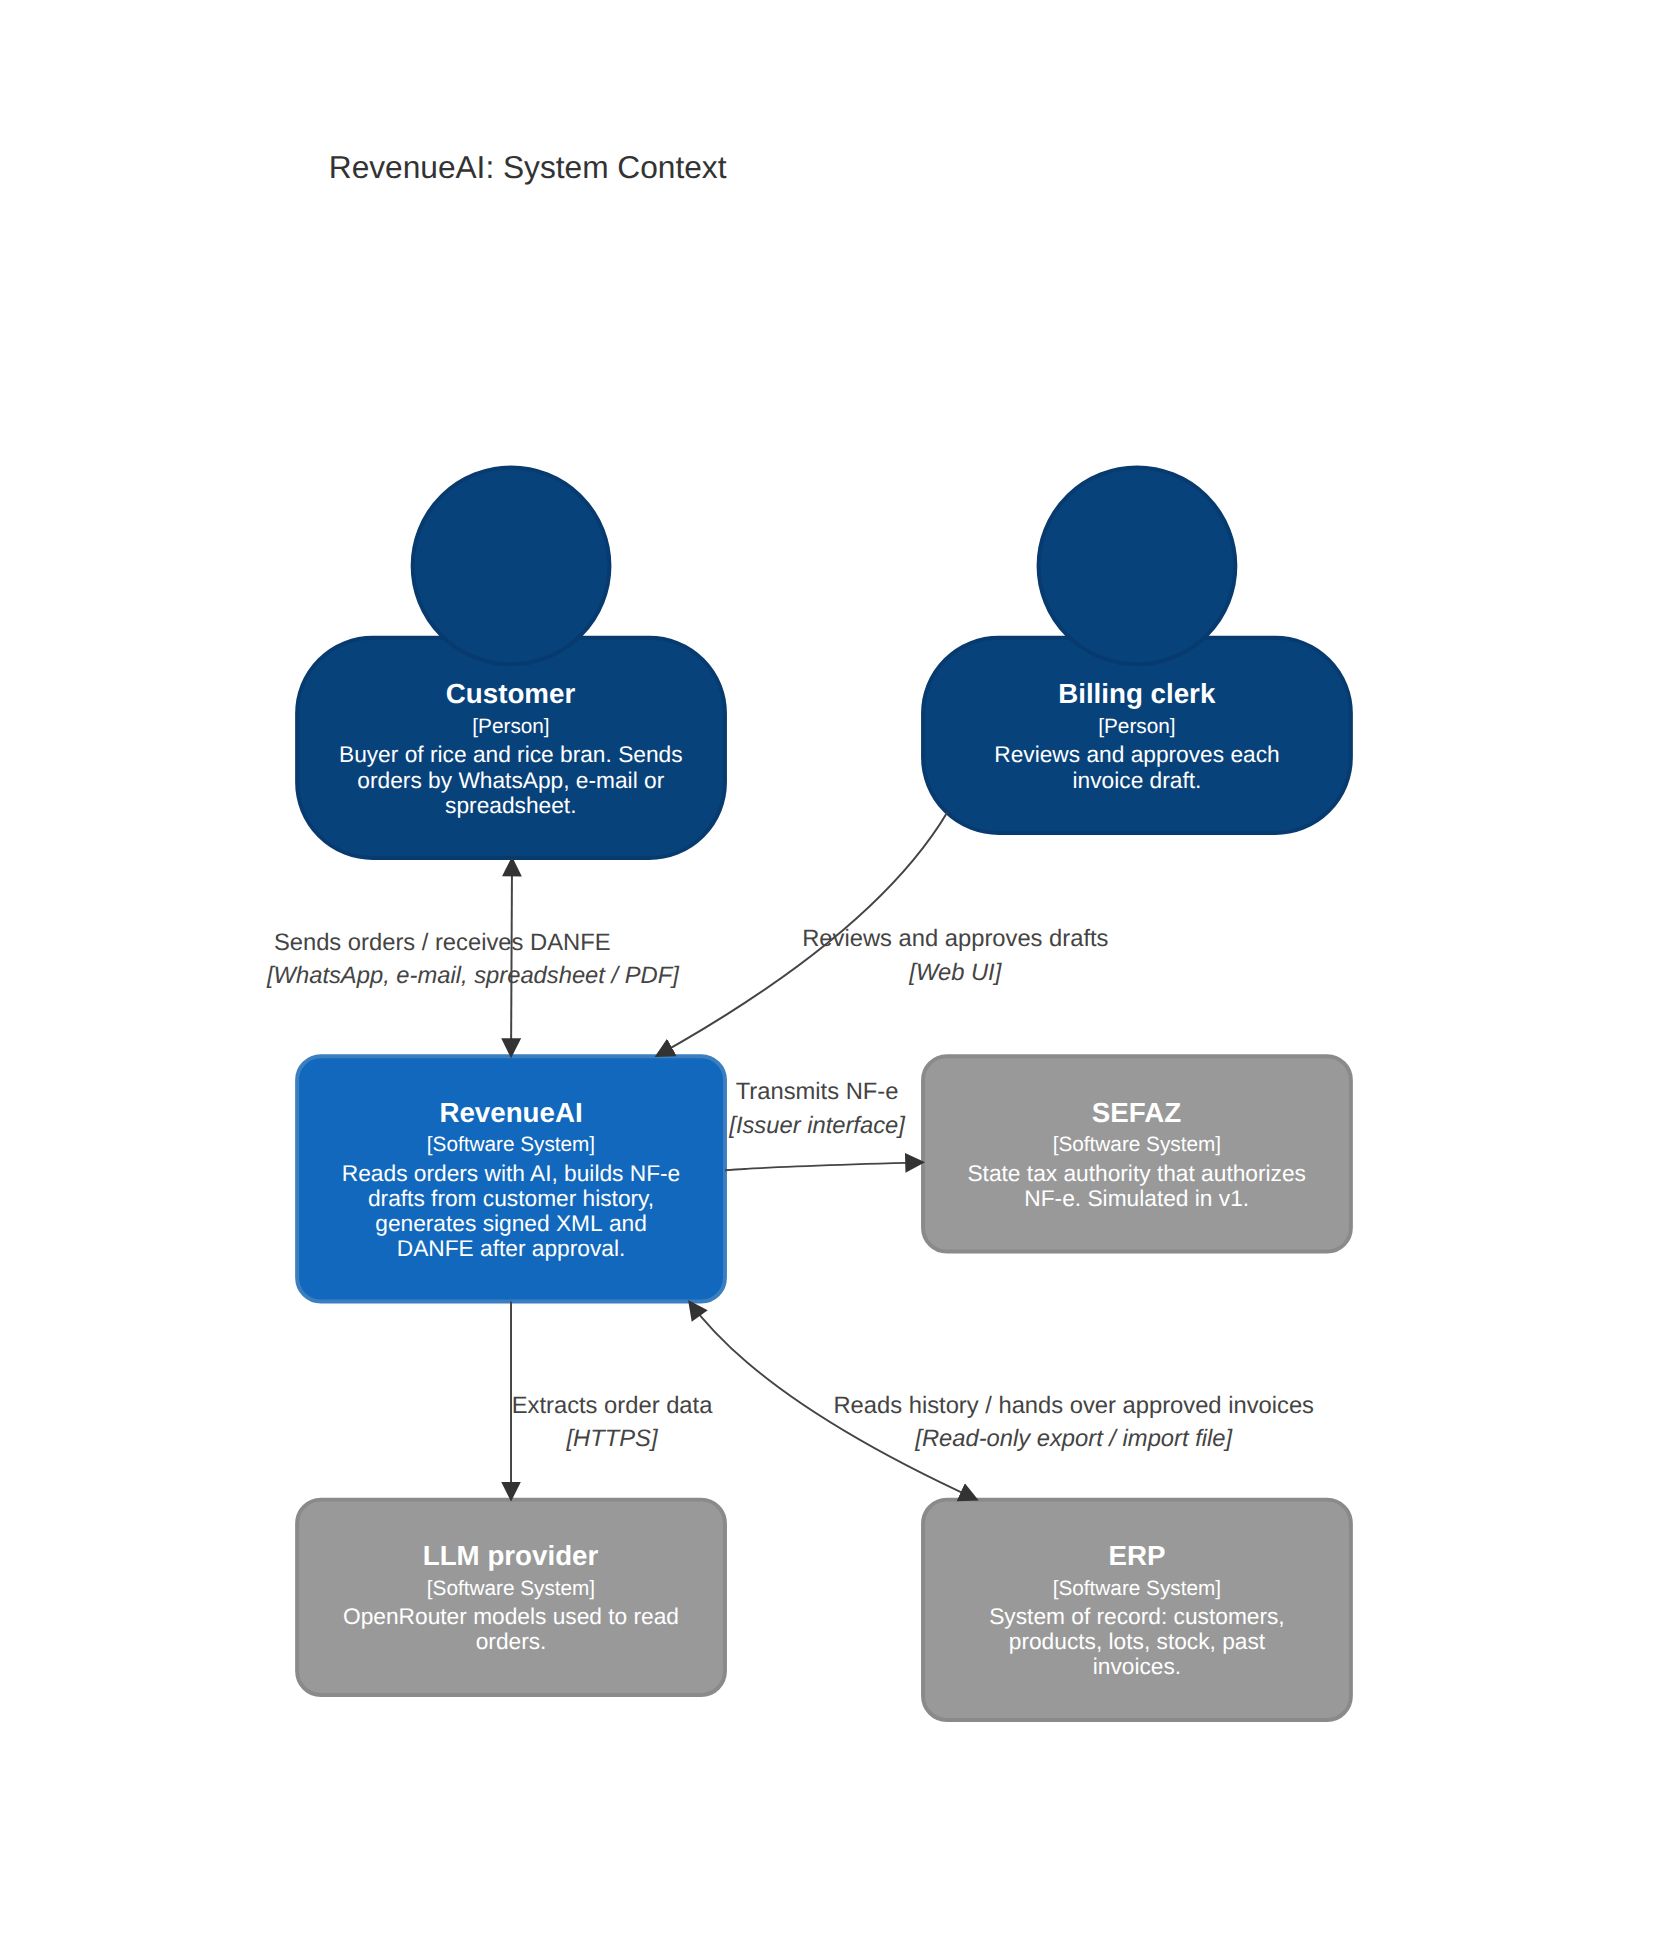 RevenueAI: System Context
Customer
[Person]
Buyer of rice and rice bran. Sends
orders by WhatsApp, e-mail or
spreadsheet.
Billing clerk
[Person]
Reviews and approves each
invoice draft.
Sends orders / receives DANFE
[WhatsApp, e-mail, spreadsheet / PDF]
Reviews and approves drafts
[Web UI]
RevenueAI
[Software System]
Reads orders with AI, builds NF-e
drafts from customer history,
generates signed XML and
DANFE after approval.
Transmits NF-e
[Issuer interface]
SEFAZ
[Software System]
State tax authority that authorizes
NF-e. Simulated in v1.
Extracts order data
[HTTPS]
Reads history / hands over approved invoices
[Read-only export / import file]
LLM provider
[Software System]
OpenRouter models used to read
orders.
ERP
[Software System]
System of record: customers,
products, lots, stock, past
invoices.